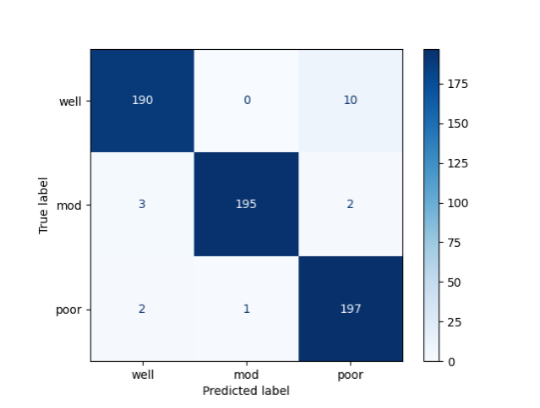 well 190 0 10
mod 3 195 2
poor 2 1 197
well mod poor
Predicted label
True label
175
150
125
100
75
50
25
0